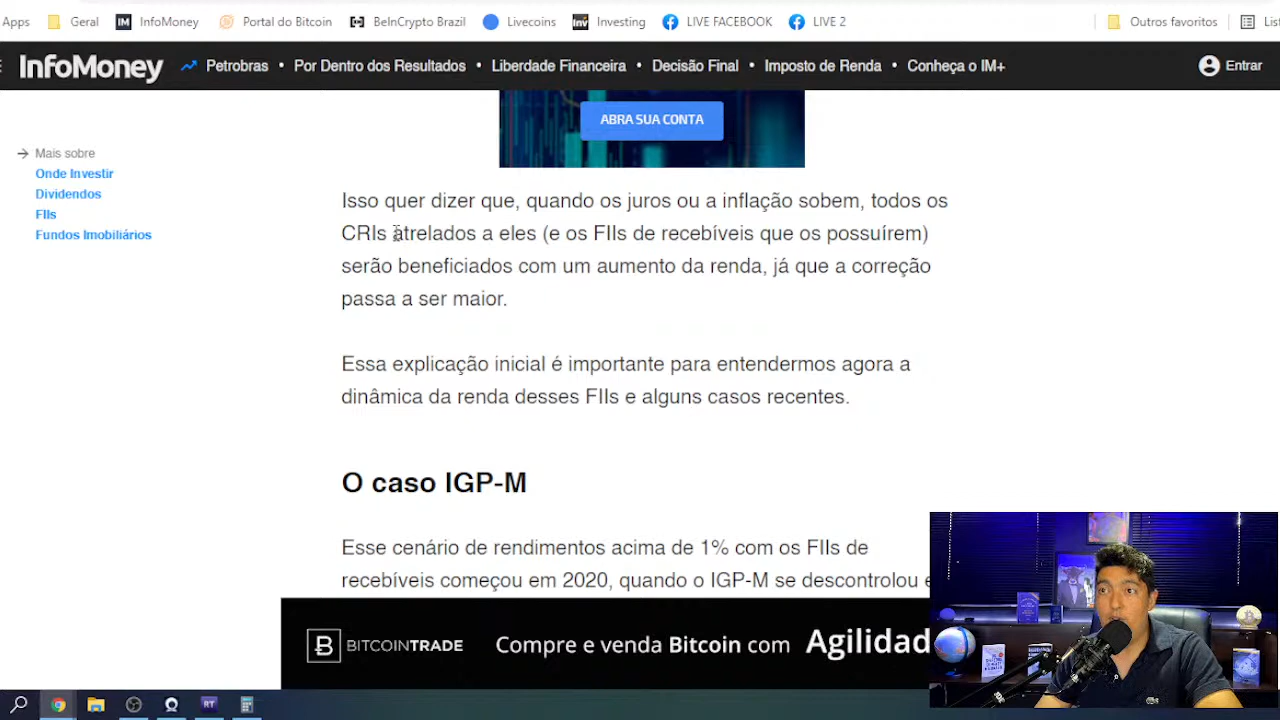 Apps Geral InfoMoney Portal do Bitcoin BeInCrypto Brazil Livecoins Investing LIVE FACEBOOK LIVE 2 Outros favoritos
InfoMoney Petrobras • Por Dentro dos Resultados • Liberdade Financeira • Decisão Final • Imposto de Renda • Conheça o IM+ Entrar
ABRA SUA CONTA
Mais sobre
Onde Investir
Dividendos
FIIs
Fundos Imobiliários
Isso quer dizer que, quando os juros ou a inflação sobem, todos os
CRIs atrelados a eles (e os FIIs de recebíveis que os possuírem)
serão beneficiados com um aumento da renda, já que a correção
passa a ser maior.
Essa explicação inicial é importante para entendermos agora a
dinâmica da renda desses FIIs e alguns casos recentes.
O caso IGP-M
Esse cenário de rendimentos acima de 1% com os FIIs de
recebíveis começou em 2020, quando o IGP-M se descontrolou
BITCOINTRADE Compre e venda Bitcoin com Agilidad
RT